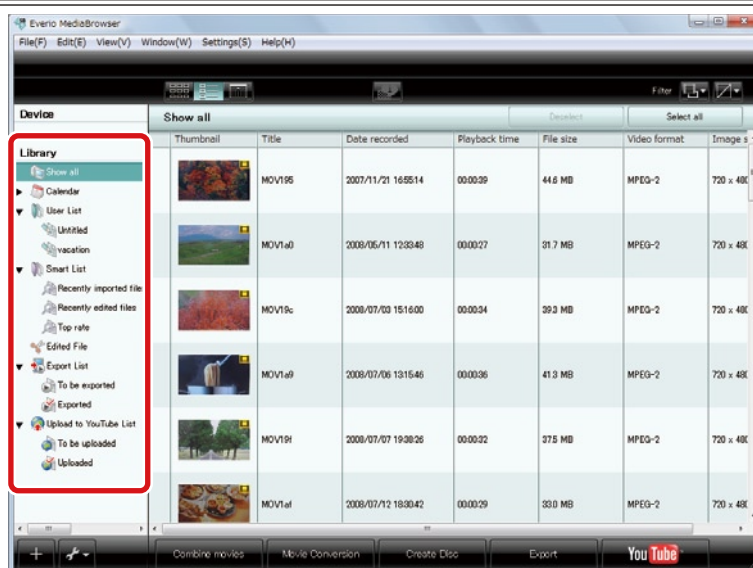 Everio MediaBrowser
File(F) Edit(E) View(V) Window(W) Settings(S) Help(H)
Filter
Device
Show all Deselect Select all
Library
Thumbnail Title Date recorded Playback time File size Video format Image s
Show all
Calendar
User List
Untitled
vacation
Smart List
Recently imported file
Recently edited files
Top rate
Edited File
Export List
To be exported
Exported
Upload to YouTube List
To be uploaded
Uploaded
MOV195 2007/11/21 16:55:14 00:00:39 44.6 MB MPEG-2 720 x 480
MOV1a0 2008/05/11 12:33:48 00:00:27 31.7 MB MPEG-2 720 x 480
MOV19c 2008/07/03 15:16:00 00:00:34 39.3 MB MPEG-2 720 x 480
MOV1a9 2008/07/06 13:15:46 00:00:36 41.3 MB MPEG-2 720 x 480
MOV19f 2008/07/07 19:38:26 00:00:32 37.5 MB MPEG-2 720 x 480
MOV1af 2008/07/12 18:30:42 00:00:29 33.0 MB MPEG-2 720 x 480
Combine movies Movie Conversion Create Disc Export YouTube